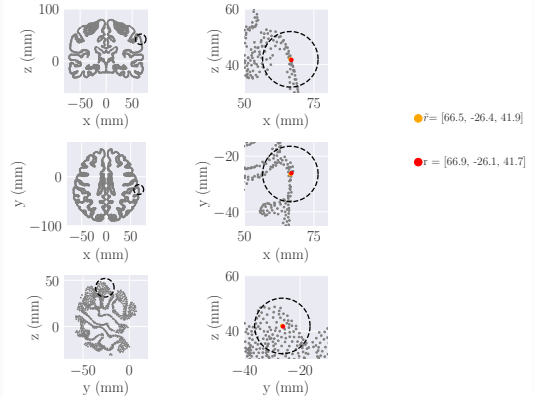 100
0
z (mm)
−50 0 50
x (mm)
60
40
z (mm)
50 75
x (mm)
r̃= [66.5, -26.4, 41.9]
r = [66.9, -26.1, 41.7]
0
−100
y (mm)
−50 0 50
x (mm)
−20
−40
y (mm)
50 75
x (mm)
50
0
z (mm)
−50 0
y (mm)
60
40
z (mm)
−40 −20
y (mm)